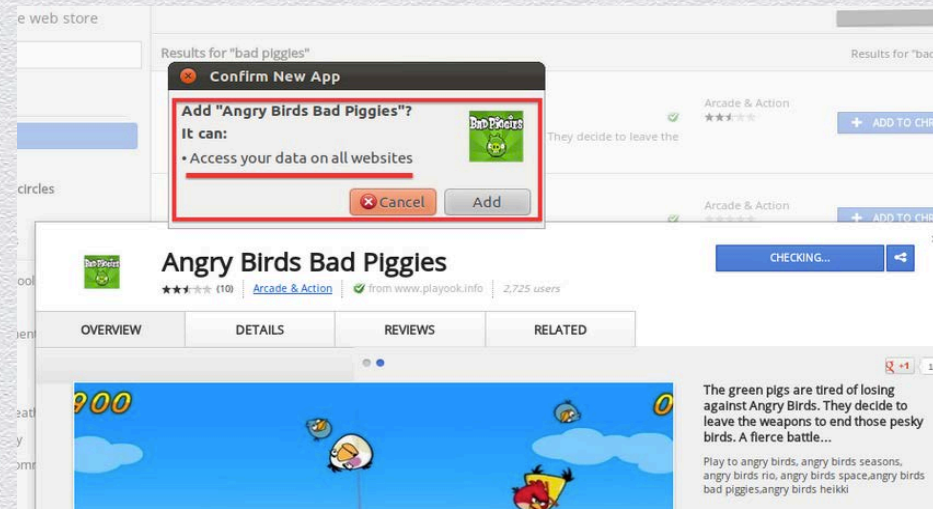 e web store
Results for "bad piggies"
Results for "bad
Confirm New App
Add "Angry Birds Bad Piggies"?
It can:
• Access your data on all websites
BAD PIGGIES
Cancel
Add
Arcade & Action
They decide to leave the
+ ADD TO CHR
circles
Arcade & Action
+ ADD TO CHR
Angry Birds Bad Piggies
(10)
Arcade & Action
from www.playook.info
2,725 users
CHECKING...
OVERVIEW
DETAILS
REVIEWS
RELATED
g +1
900
0
The green pigs are tired of losing
against Angry Birds. They decide to
leave the weapons to end those pesky
birds. A fierce battle...
Play to angry birds, angry birds seasons,
angry birds rio, angry birds space,angry birds
bad piggies,angry birds heikki